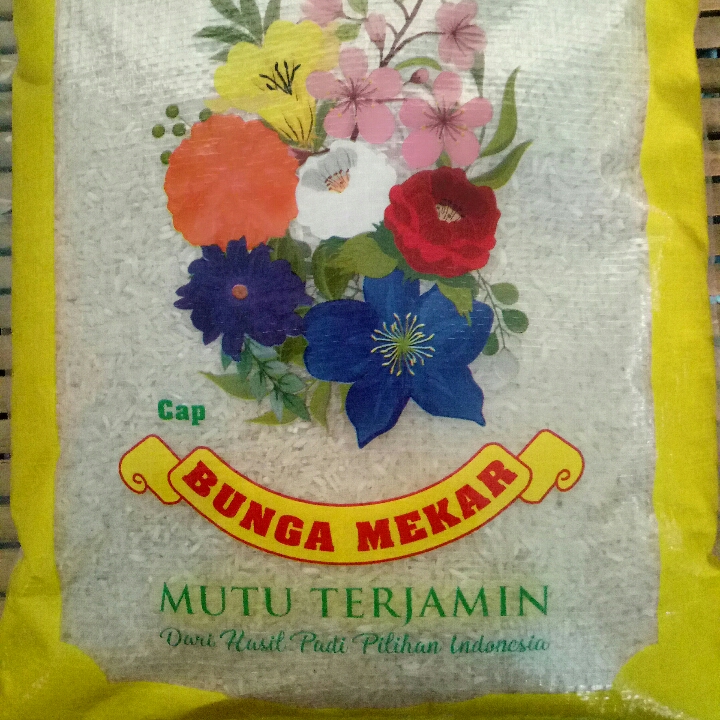 Cap
BUNGA MEKAR
MUTU TERJAMIN
Dari Hasil Padi Pilihan Indonesia